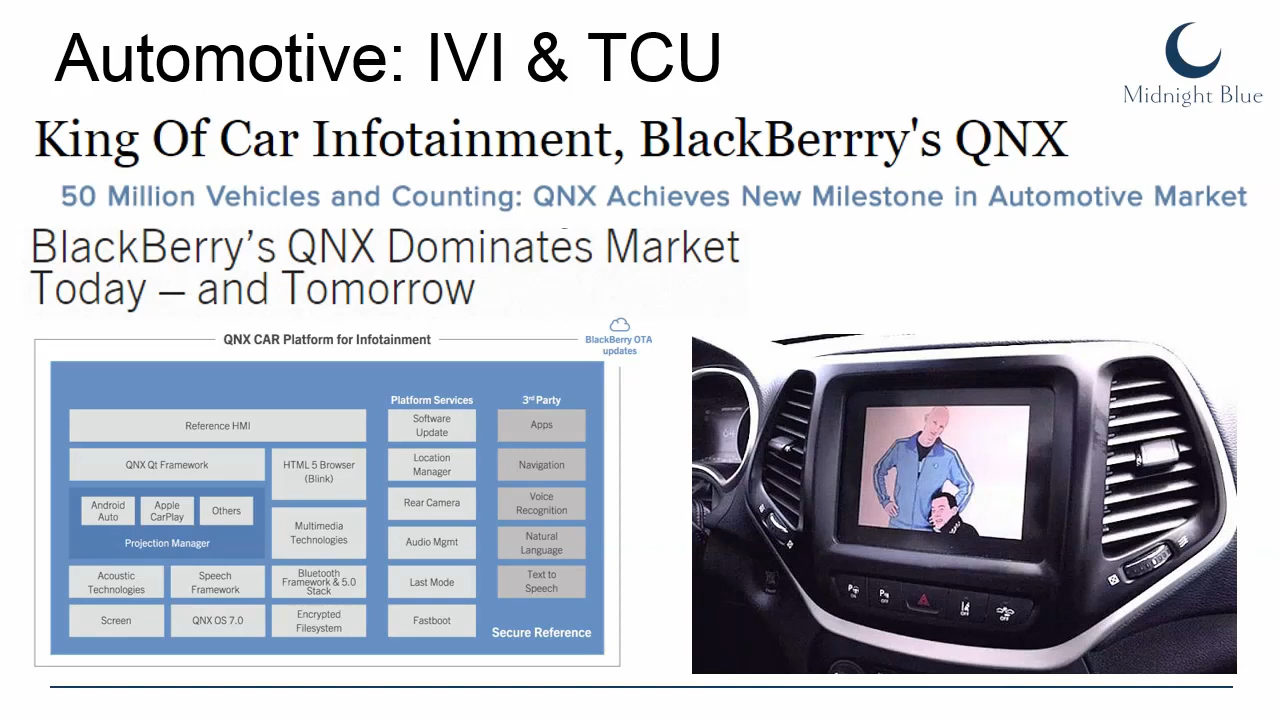 Automotive: IVI & TCU
Midnight Blue
King Of Car Infotainment, BlackBerrry's QNX
50 Million Vehicles and Counting: QNX Achieves New Milestone in Automotive Market
BlackBerry's QNX Dominates Market
Today – and Tomorrow
QNX CAR Platform for Infotainment
BlackBerry OTA
updates
Reference HMI
QNX Qt Framework
HTML 5 Browser
(Blink)
Android
Auto
Apple
CarPlay
Others
Projection Manager
Multimedia
Technologies
Acoustic
Technologies
Speech
Framework
Bluetooth
Framework & 5.0
Stack
Screen
QNX OS 7.0
Encrypted
Filesystem
Platform Services
Software
Update
Location
Manager
Rear Camera
Audio Mgmt
Last Mode
Fastboot
3rd Party
Apps
Navigation
Voice
Recognition
Natural
Language
Text to
Speech
Secure Reference
OFF
OFF
OFF